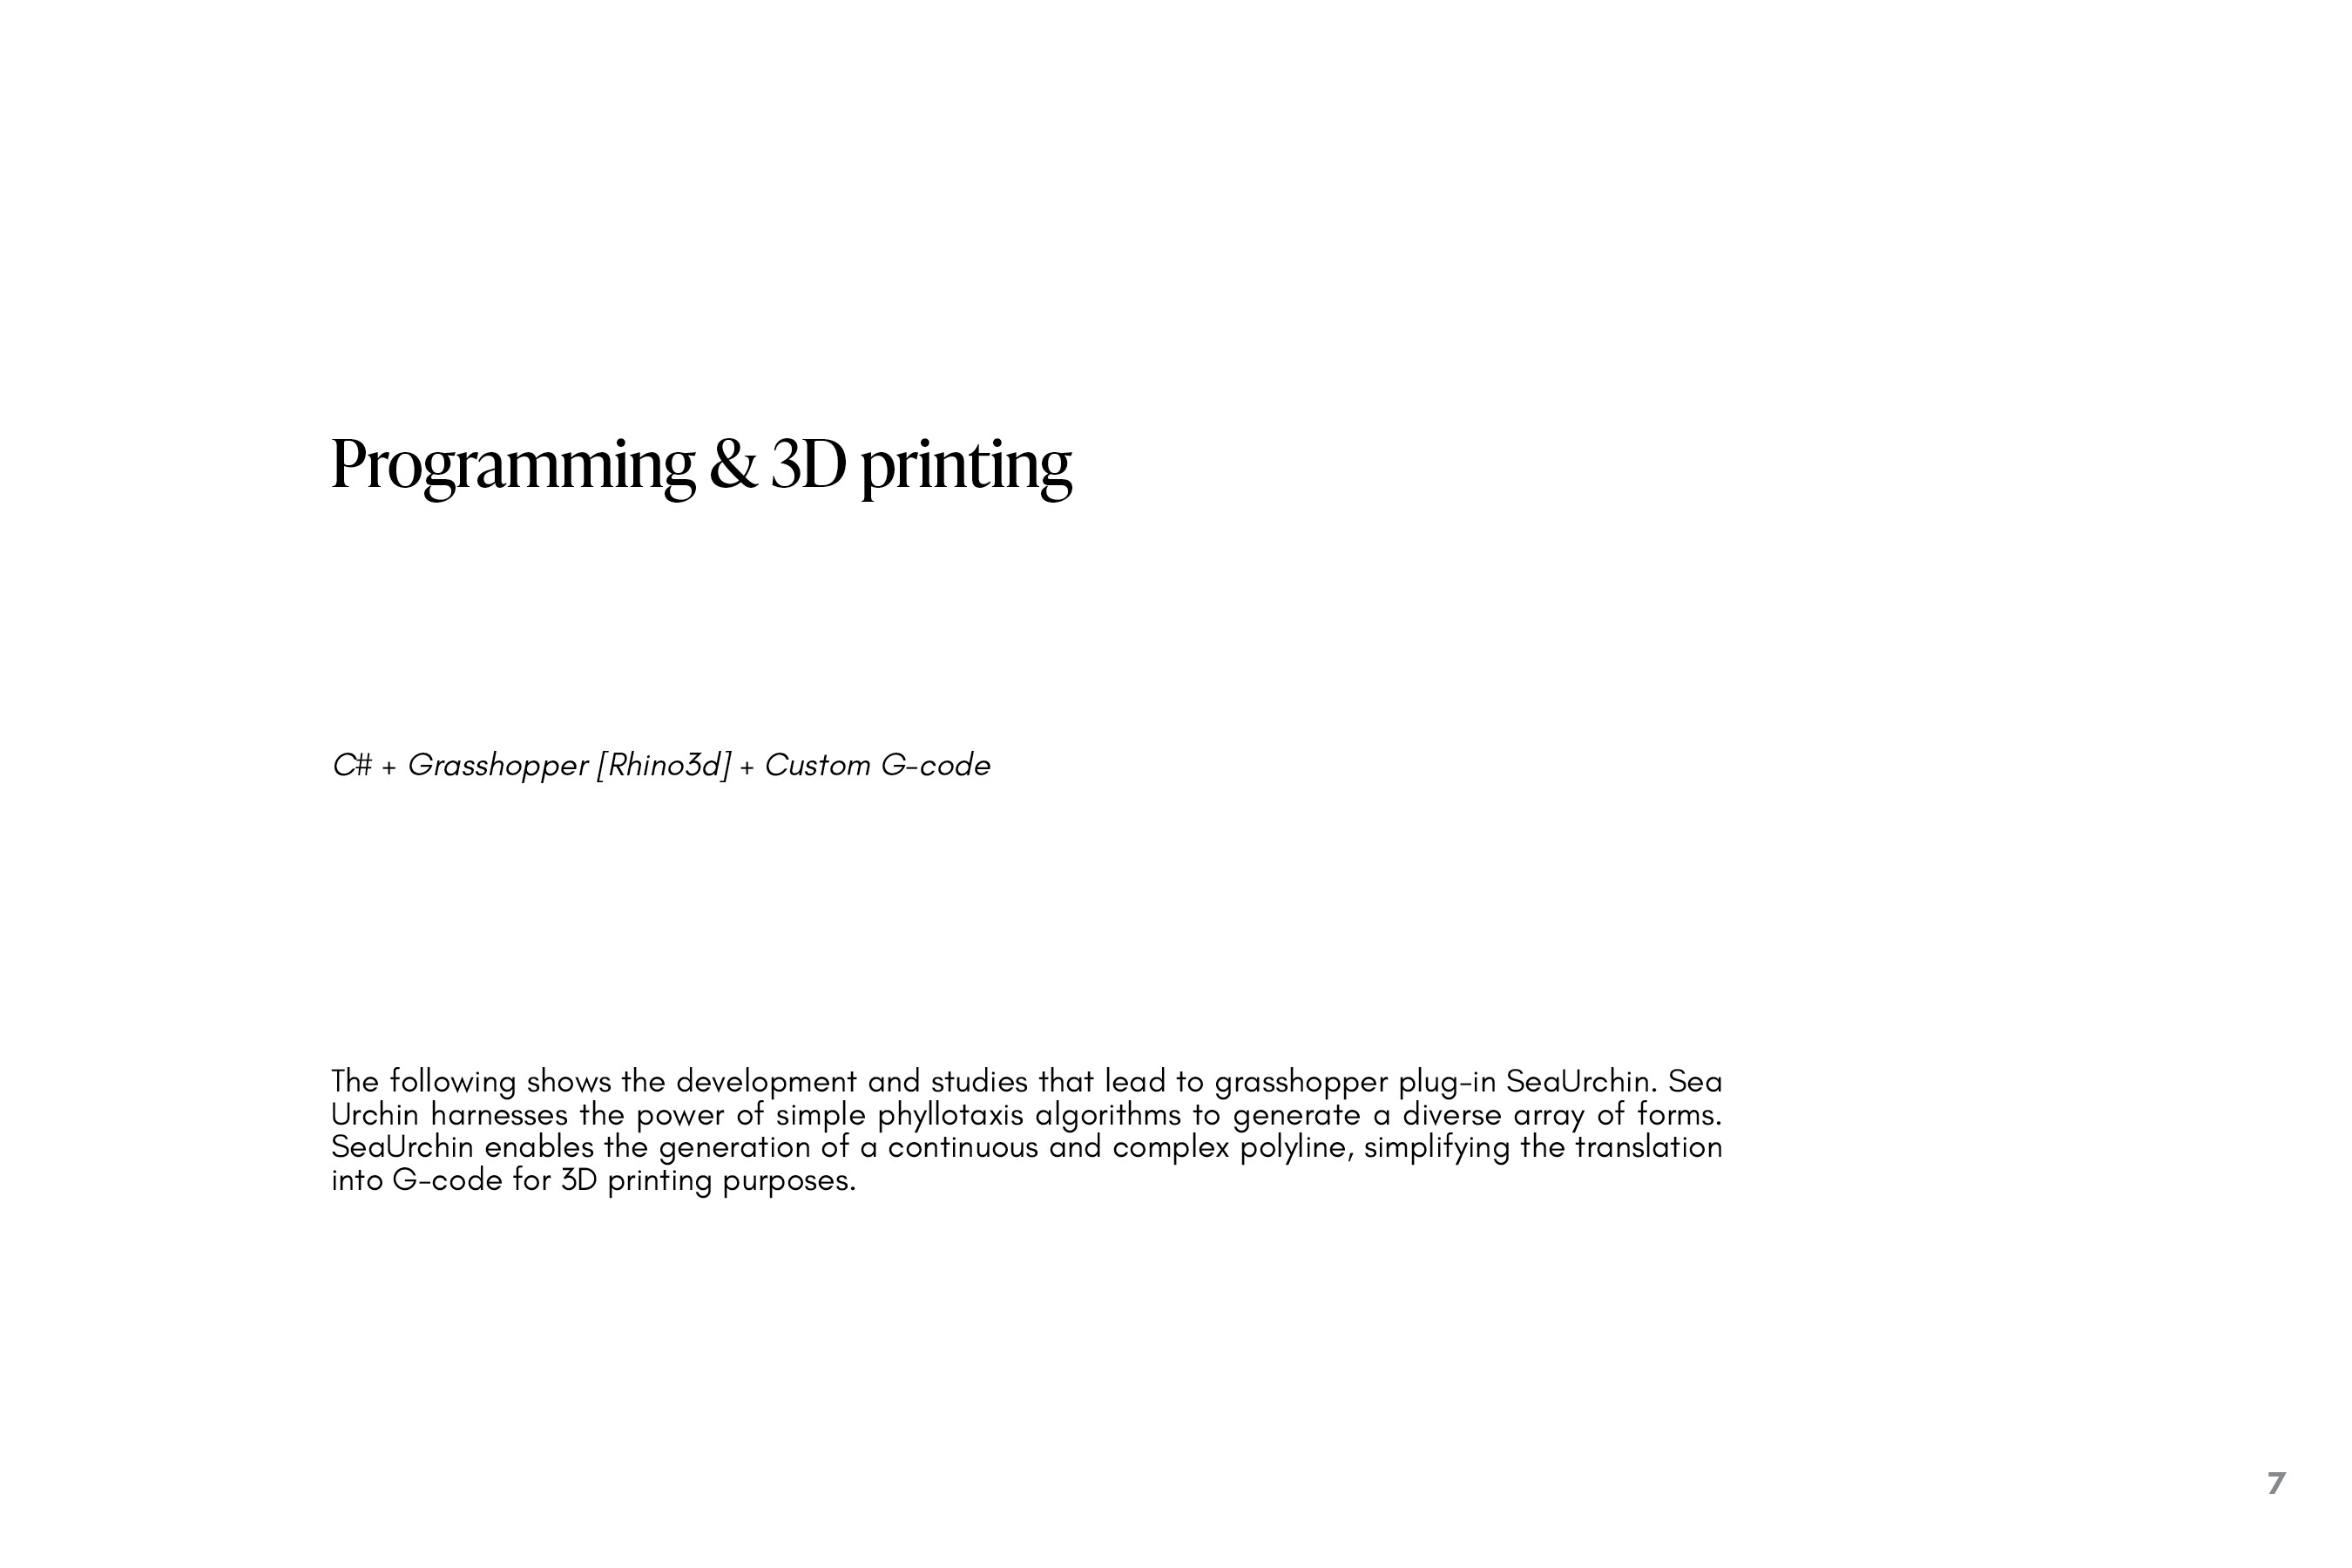 Programming & 3D printing
C# + Grasshopper [Rhino3d] + Custom G-code
The following shows the development and studies that lead to grasshopper plug-in SeaUrchin. Sea
Urchin harnesses the power of simple phyllotaxis algorithms to generate a diverse array of forms.
SeaUrchin enables the generation of a continuous and complex polyline, simplifying the translation
into G-code for 3D printing purposes.
7